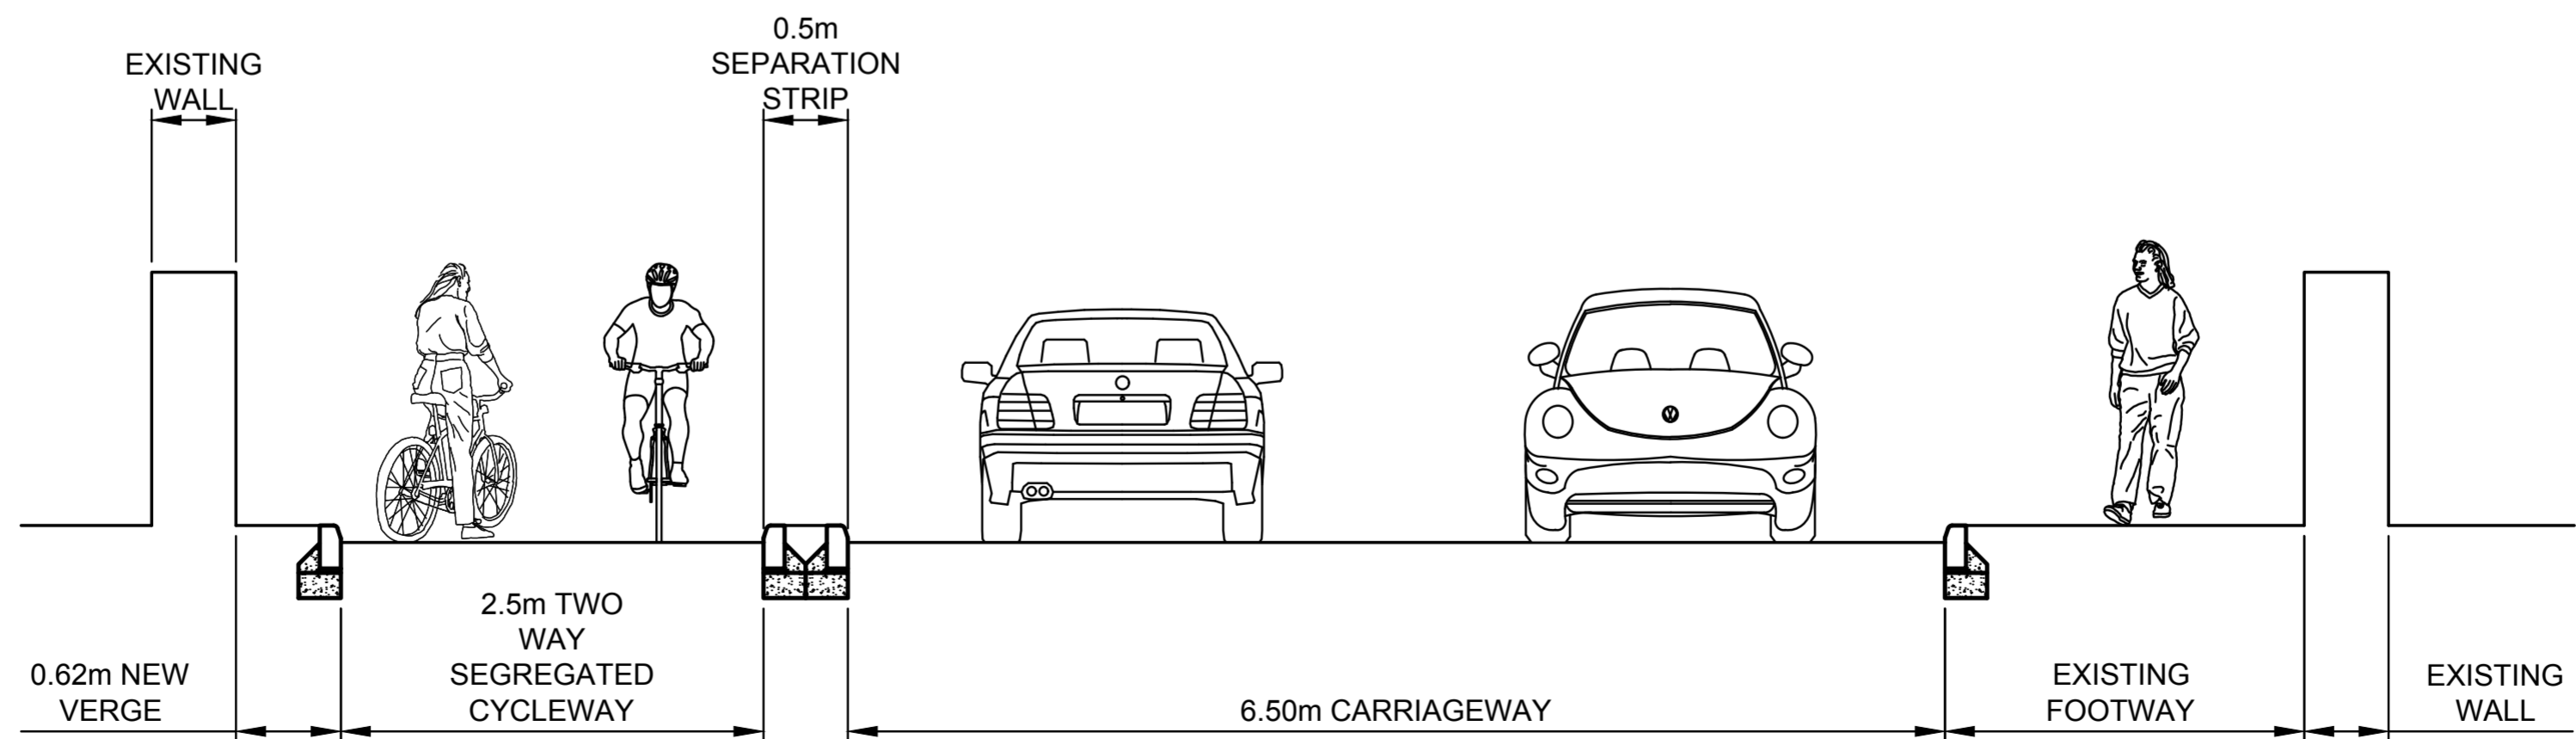 EXISTING
WALL
0.5m
SEPARATION
STRIP
0.62m NEW
VERGE
2.5m TWO
WAY
SEGREGATED
CYCLEWAY
6.50m CARRIAGEWAY
EXISTING
FOOTWAY
EXISTING
WALL